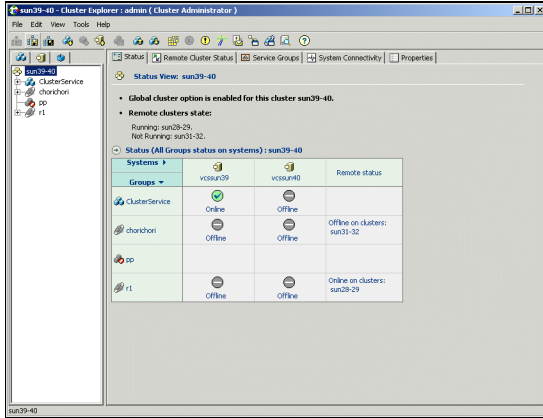 sun39-40 - Cluster Explorer : admin ( Cluster Administrator )
File Edit View Tools Help
Status Remote Cluster Status Service Groups System Connectivity Properties
sun39-40
ClusterService
chorichori
pp
r1
Status View: sun39-40
• Global cluster option is enabled for this cluster sun39-40.
• Remote clusters state:
Running: sun28-29.
Not Running: sun31-32.
Status (All Groups status on systems) : sun39-40
Systems
Groups
vcssun39
vcssun40
Remote status
ClusterService
Online
Offline
chorichori
Offline
Offline
Offline on clusters:
sun31-32
pp
r1
Offline
Offline
Online on clusters:
sun28-29
sun39-40